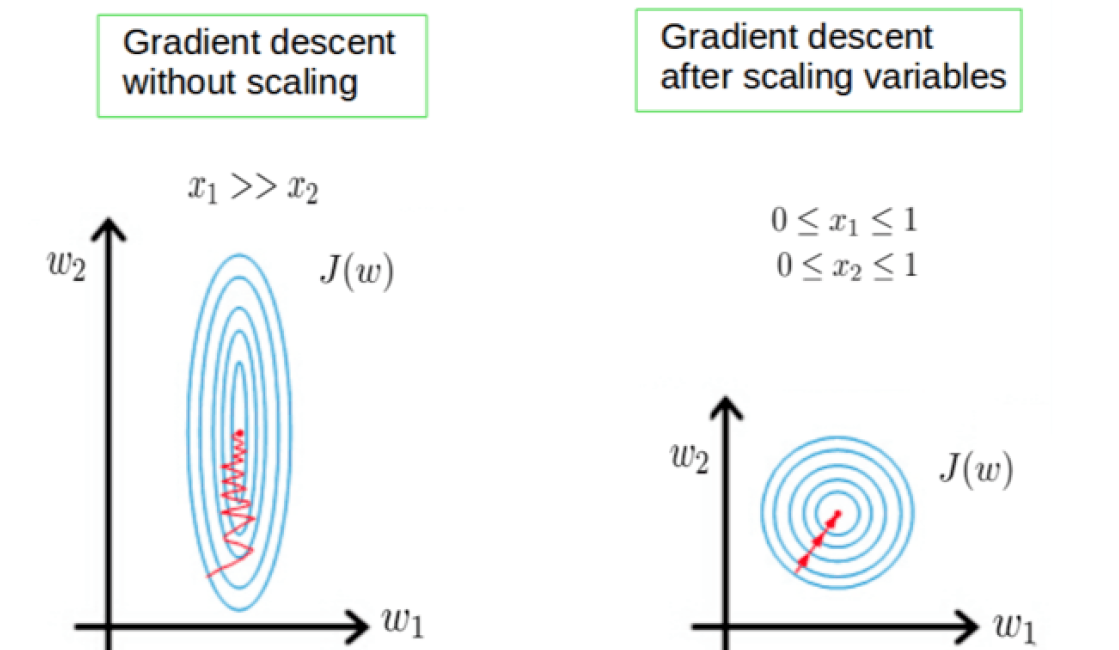 Gradient descent
without scaling
x₁ >> x₂
w₂
J(w)
w₁
Gradient descent
after scaling variables
0 ≤ x₁ ≤ 1
0 ≤ x₂ ≤ 1
w₂
J(w)
w₁